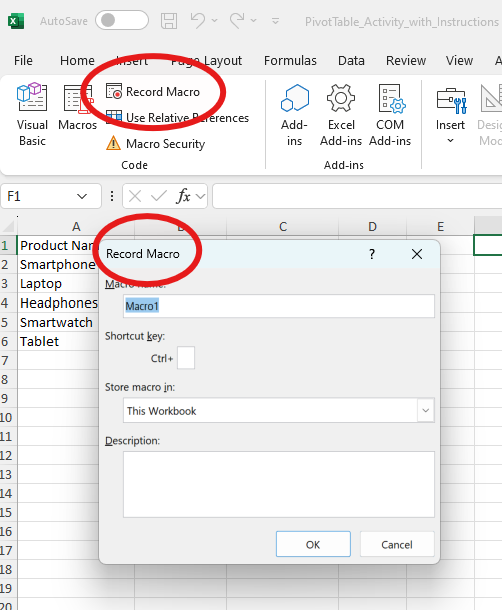 AutoSave Off PivotTable_Activity_with_Instructions
File Home Insert Page Layout Formulas Data Review View
Visual Basic
Macros
Record Macro
Use Relative References
Macro Security
Code
Add-ins
Excel Add-ins
COM Add-ins
Add-ins
Insert
Mode
F1 fx
A C D E
1 Product Nam
2 Smartphone
3 Laptop
4 Headphones
5 Smartwatch
6 Tablet
7
8
9
10
11
12
13
14
15
16
17
18
19
20
Record Macro ? ×
Macro name:
Macro1
Shortcut key:
Ctrl+
Store macro in:
This Workbook
Description:
OK Cancel